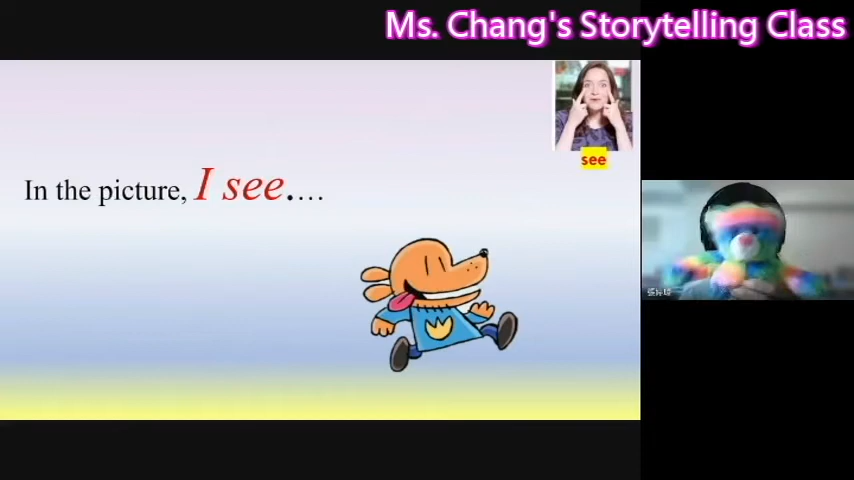 Ms. Chang's Storytelling Class
see
In the picture, I see.…